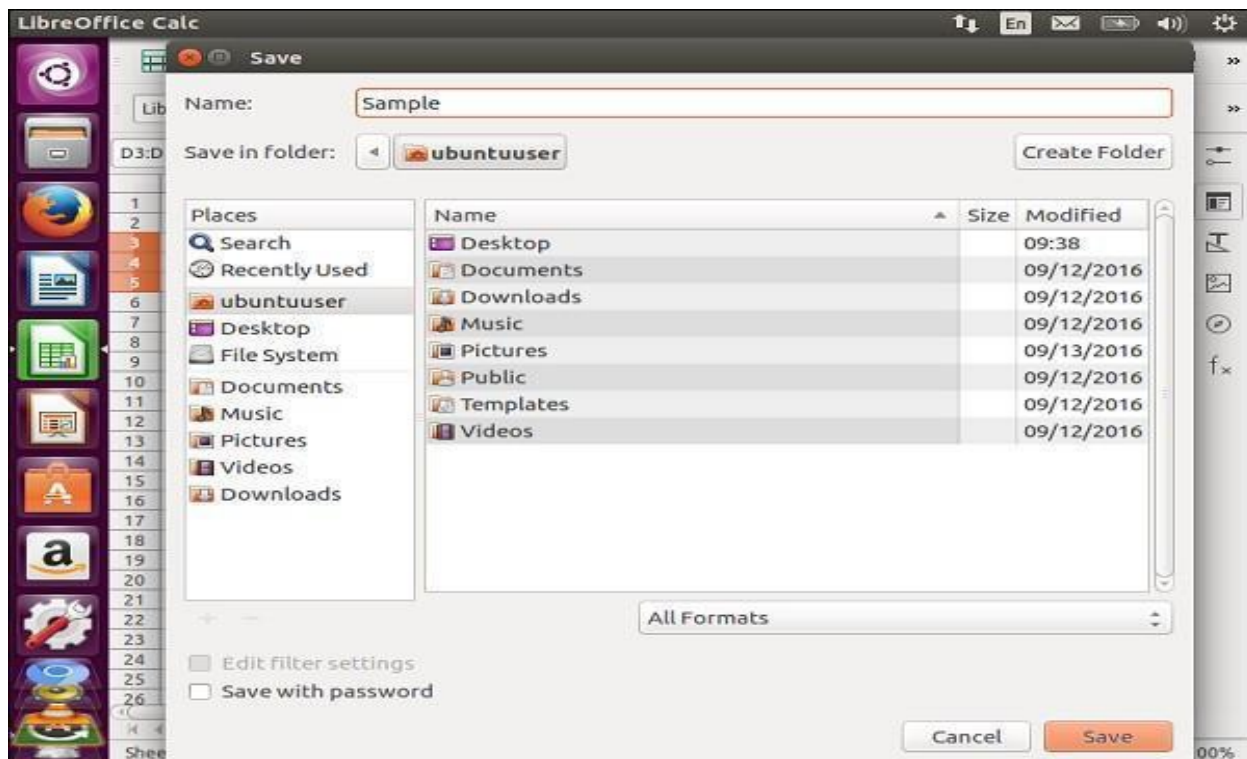 LibreOffice Calc En
Save
Name: Sample
Lib
D3:D Save in folder: ubuntuuser Create Folder
Places
Search
Recently Used
ubuntuuser
Desktop
File System
Documents
Music
Pictures
Videos
Downloads
Name Size Modified
Desktop 09:38
Documents 09/12/2016
Downloads 09/12/2016
Music 09/12/2016
Pictures 09/13/2016
Public 09/12/2016
Templates 09/12/2016
Videos 09/12/2016
1
2
3
4
5
6
7
8
9
10
11
12
13
14
15
16
17
18
19
20
21
22
23
24
25
26
All Formats
Edit filter settings
Save with password
Cancel Save
Shee 00%